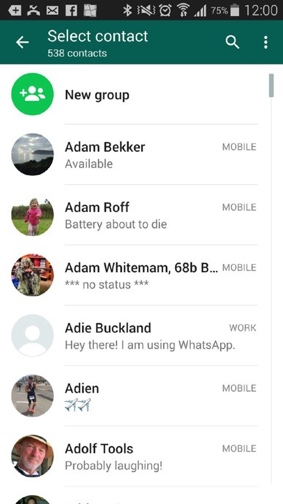 75% 12:00
Select contact
538 contacts
New group
Adam Bekker MOBILE
Available
Adam Roff MOBILE
Battery about to die
Adam Whitemam, 68b B... MOBILE
*** no status ***
Adie Buckland WORK
Hey there! I am using WhatsApp.
Adien MOBILE
✈✈
Adolf Tools MOBILE
Probably laughing!